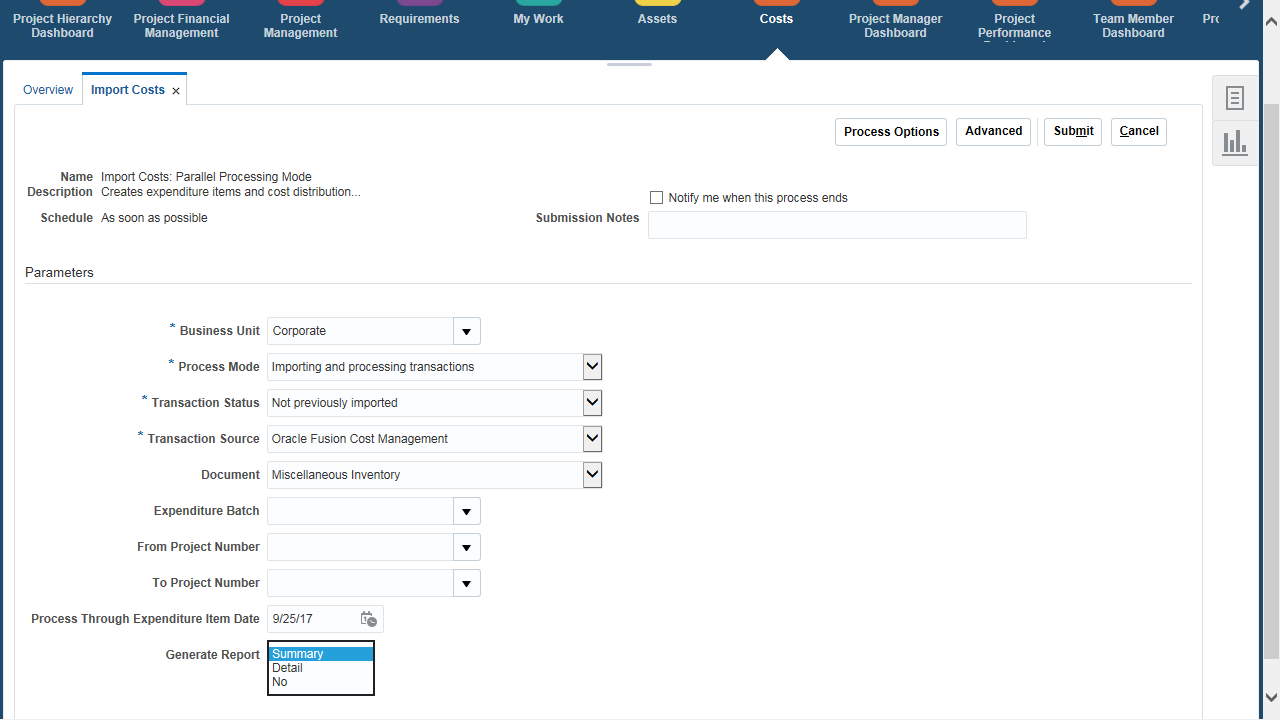 Project Hierarchy Dashboard
Project Financial Management
Project Management
Requirements
My Work
Assets
Costs
Project Manager Dashboard
Project Performance
Team Member Dashboard
Overview
Import Costs
Process Options
Advanced
Submit
Cancel
Name Import Costs: Parallel Processing Mode
Description Creates expenditure items and cost distribution...
Notify me when this process ends
Schedule As soon as possible
Submission Notes
Parameters
* Business Unit Corporate
* Process Mode Importing and processing transactions
* Transaction Status Not previously imported
* Transaction Source Oracle Fusion Cost Management
Document Miscellaneous Inventory
Expenditure Batch
From Project Number
To Project Number
Process Through Expenditure Item Date 9/25/17
Generate Report Summary
Detail
No